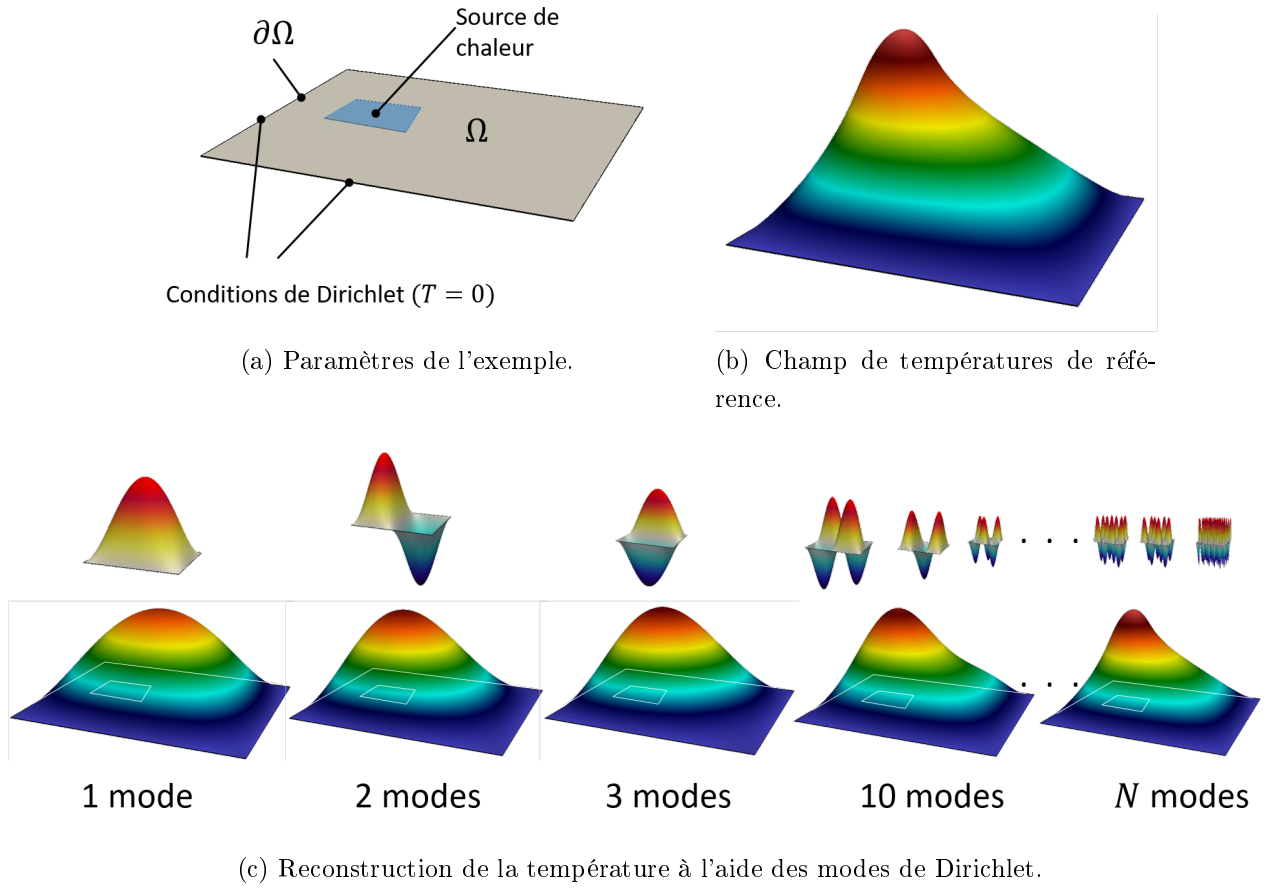 ∂Ω
Source de
chaleur
Ω
Conditions de Dirichlet (T = 0)
(a) Paramètres de l'exemple.
(b) Champ de températures de réfé-
rence.
. . .
. . .
1 mode
2 modes
3 modes
10 modes
N modes
(c) Reconstruction de la température à l'aide des modes de Dirichlet.